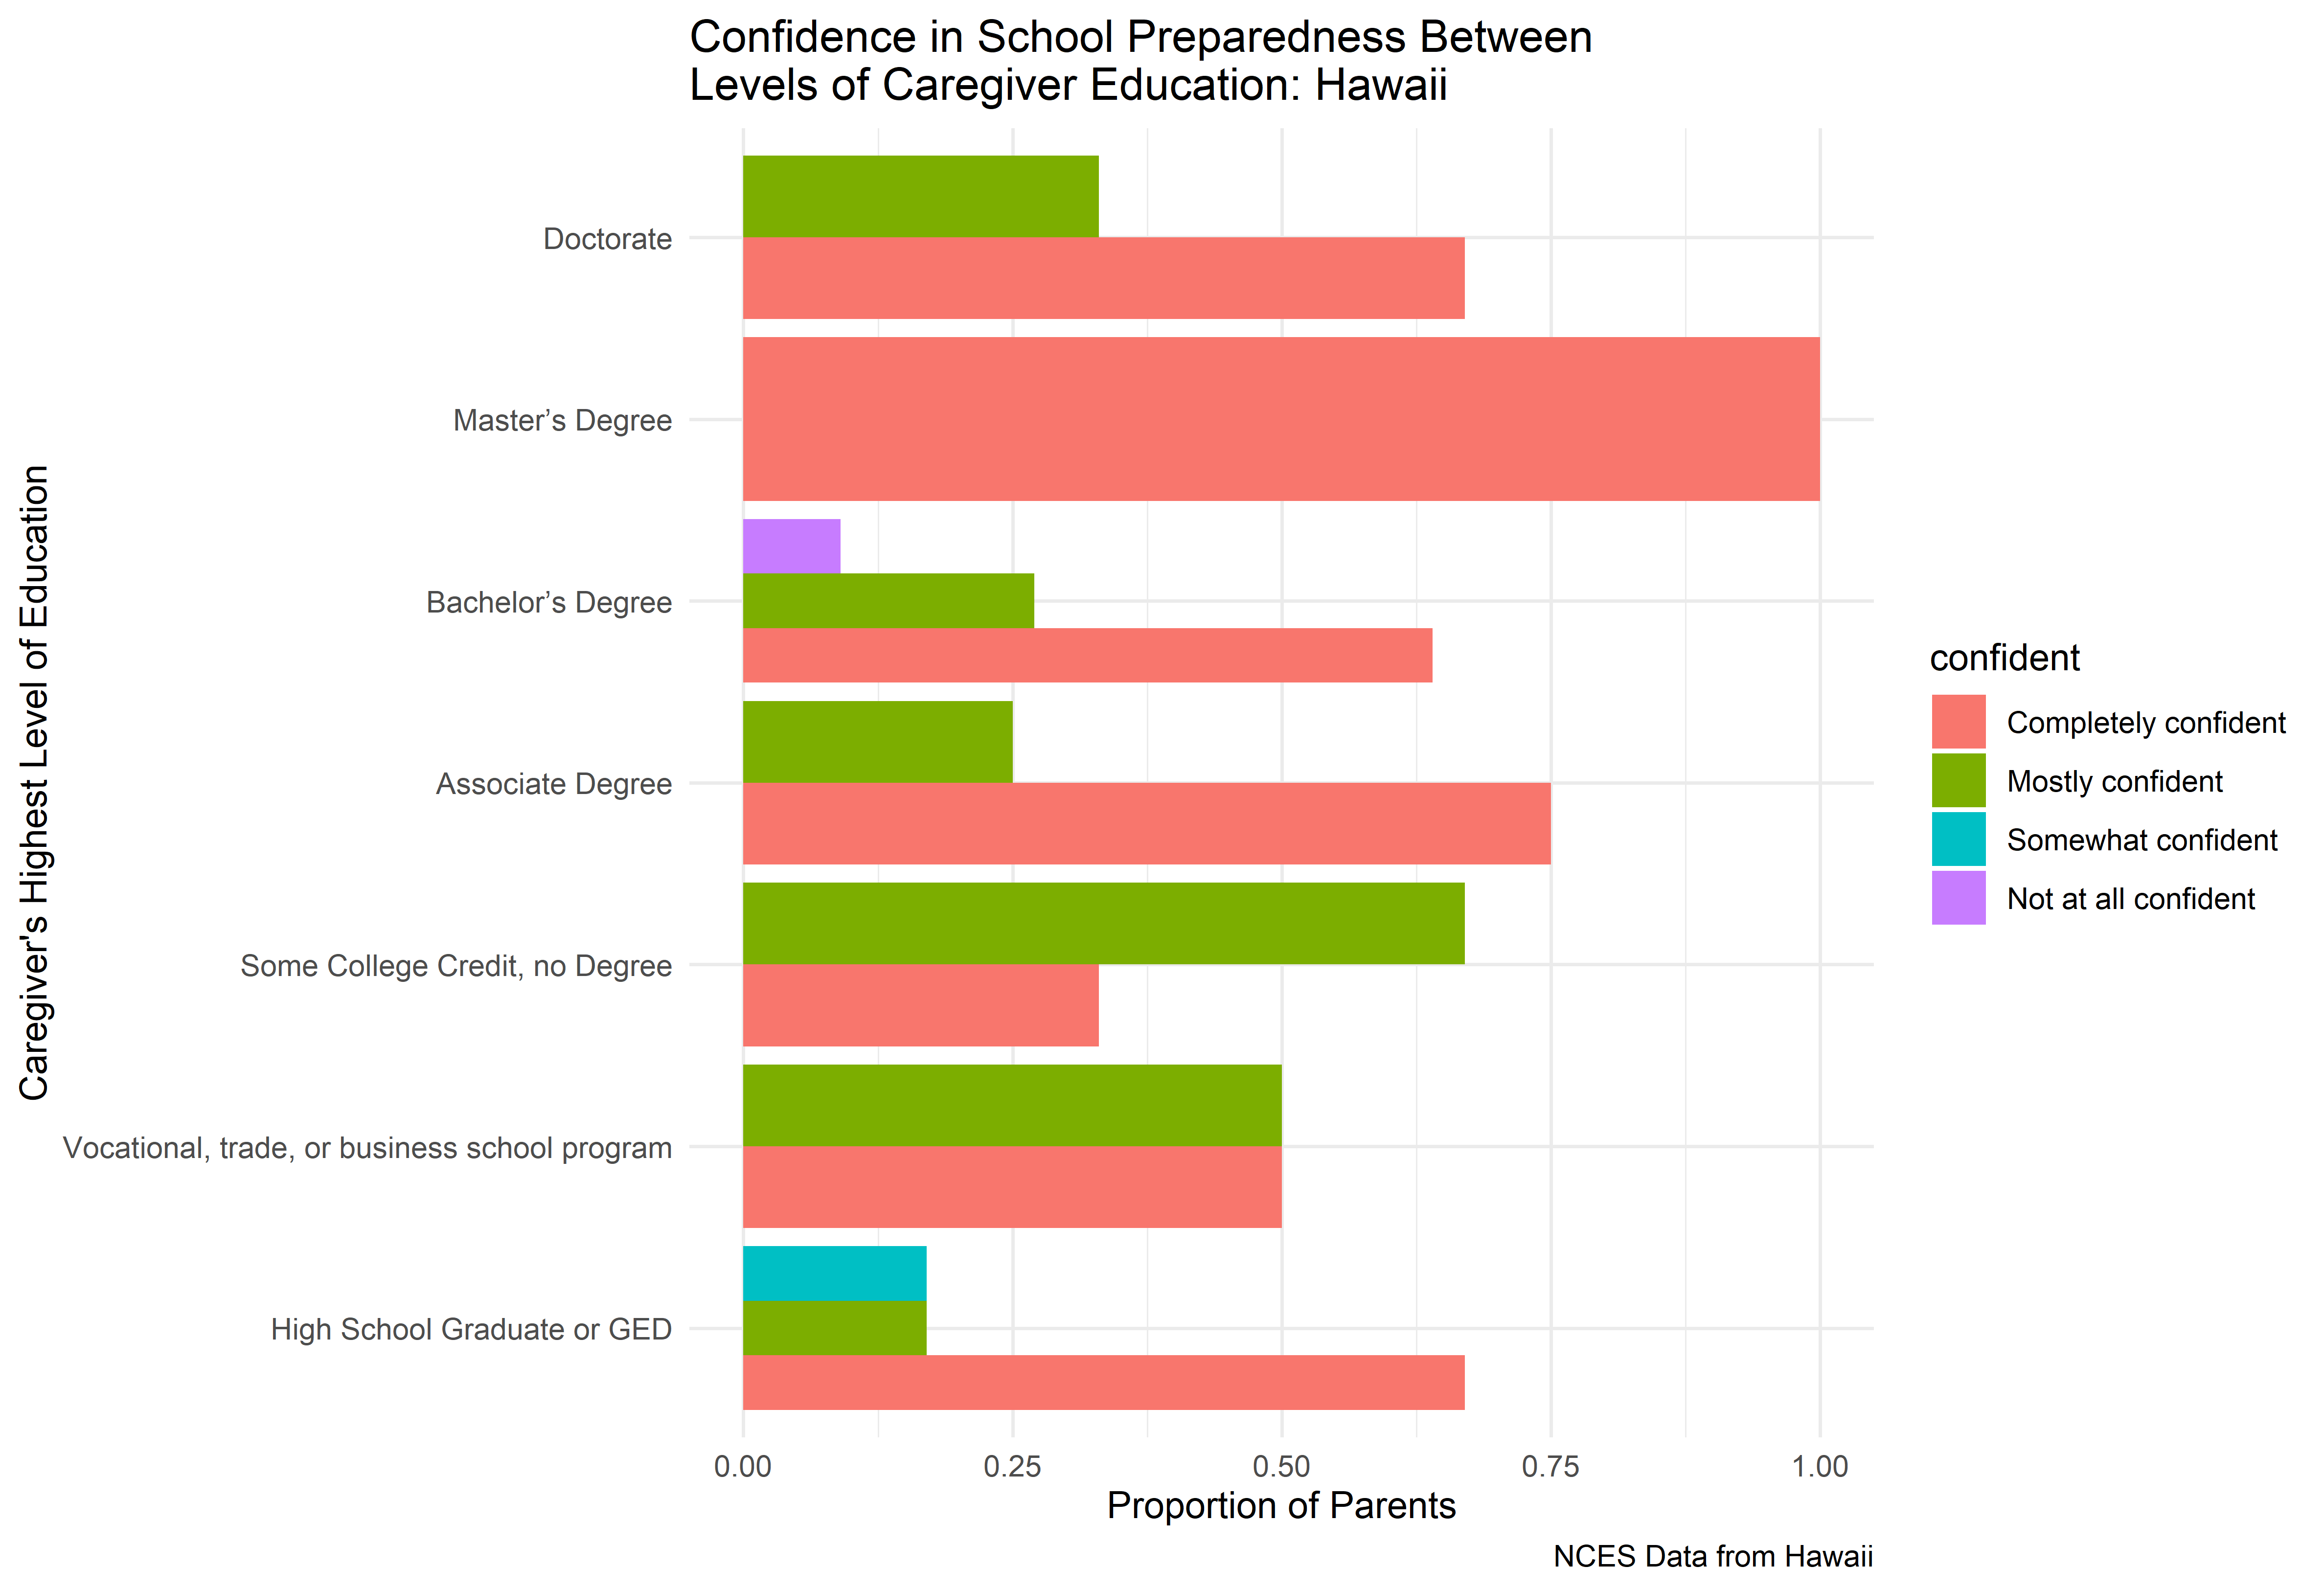 Confidence in School Preparedness Between
Levels of Caregiver Education: Hawaii
Caregiver's Highest Level of Education
Doctorate
Master’s Degree
Bachelor’s Degree
Associate Degree
Some College Credit, no Degree
Vocational, trade, or business school program
High School Graduate or GED
0.00
0.25
0.50
0.75
1.00
Proportion of Parents
confident
Completely confident
Mostly confident
Somewhat confident
Not at all confident
NCES Data from Hawaii